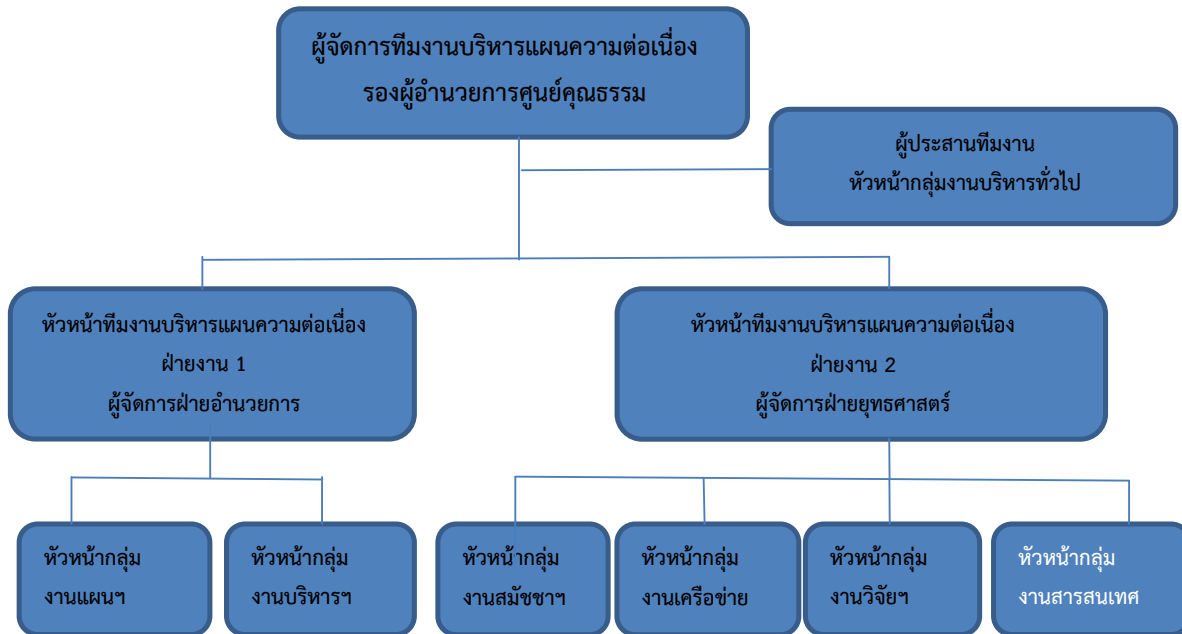 ผู้จัดการทีมงานบริหารแผนความต่อเนื่อง
รองผู้อำนวยการศูนย์คุณธรรม
ผู้ประสานทีมงาน
หัวหน้ากลุ่มงานบริหารทั่วไป
หัวหน้าทีมงานบริหารแผนความต่อเนื่อง
ฝ่ายงาน 1
ผู้จัดการฝ่ายอำนวยการ
หัวหน้าทีมงานบริหารแผนความต่อเนื่อง
ฝ่ายงาน 2
ผู้จัดการฝ่ายยุทธศาสตร์
หัวหน้ากลุ่ม
งานแผนฯ
หัวหน้ากลุ่ม
งานบริหารฯ
หัวหน้ากลุ่ม
งานสมัชชาฯ
หัวหน้ากลุ่ม
งานเครือข่าย
หัวหน้ากลุ่ม
งานวิจัยฯ
หัวหน้ากลุ่ม
งานสารสนเทศ